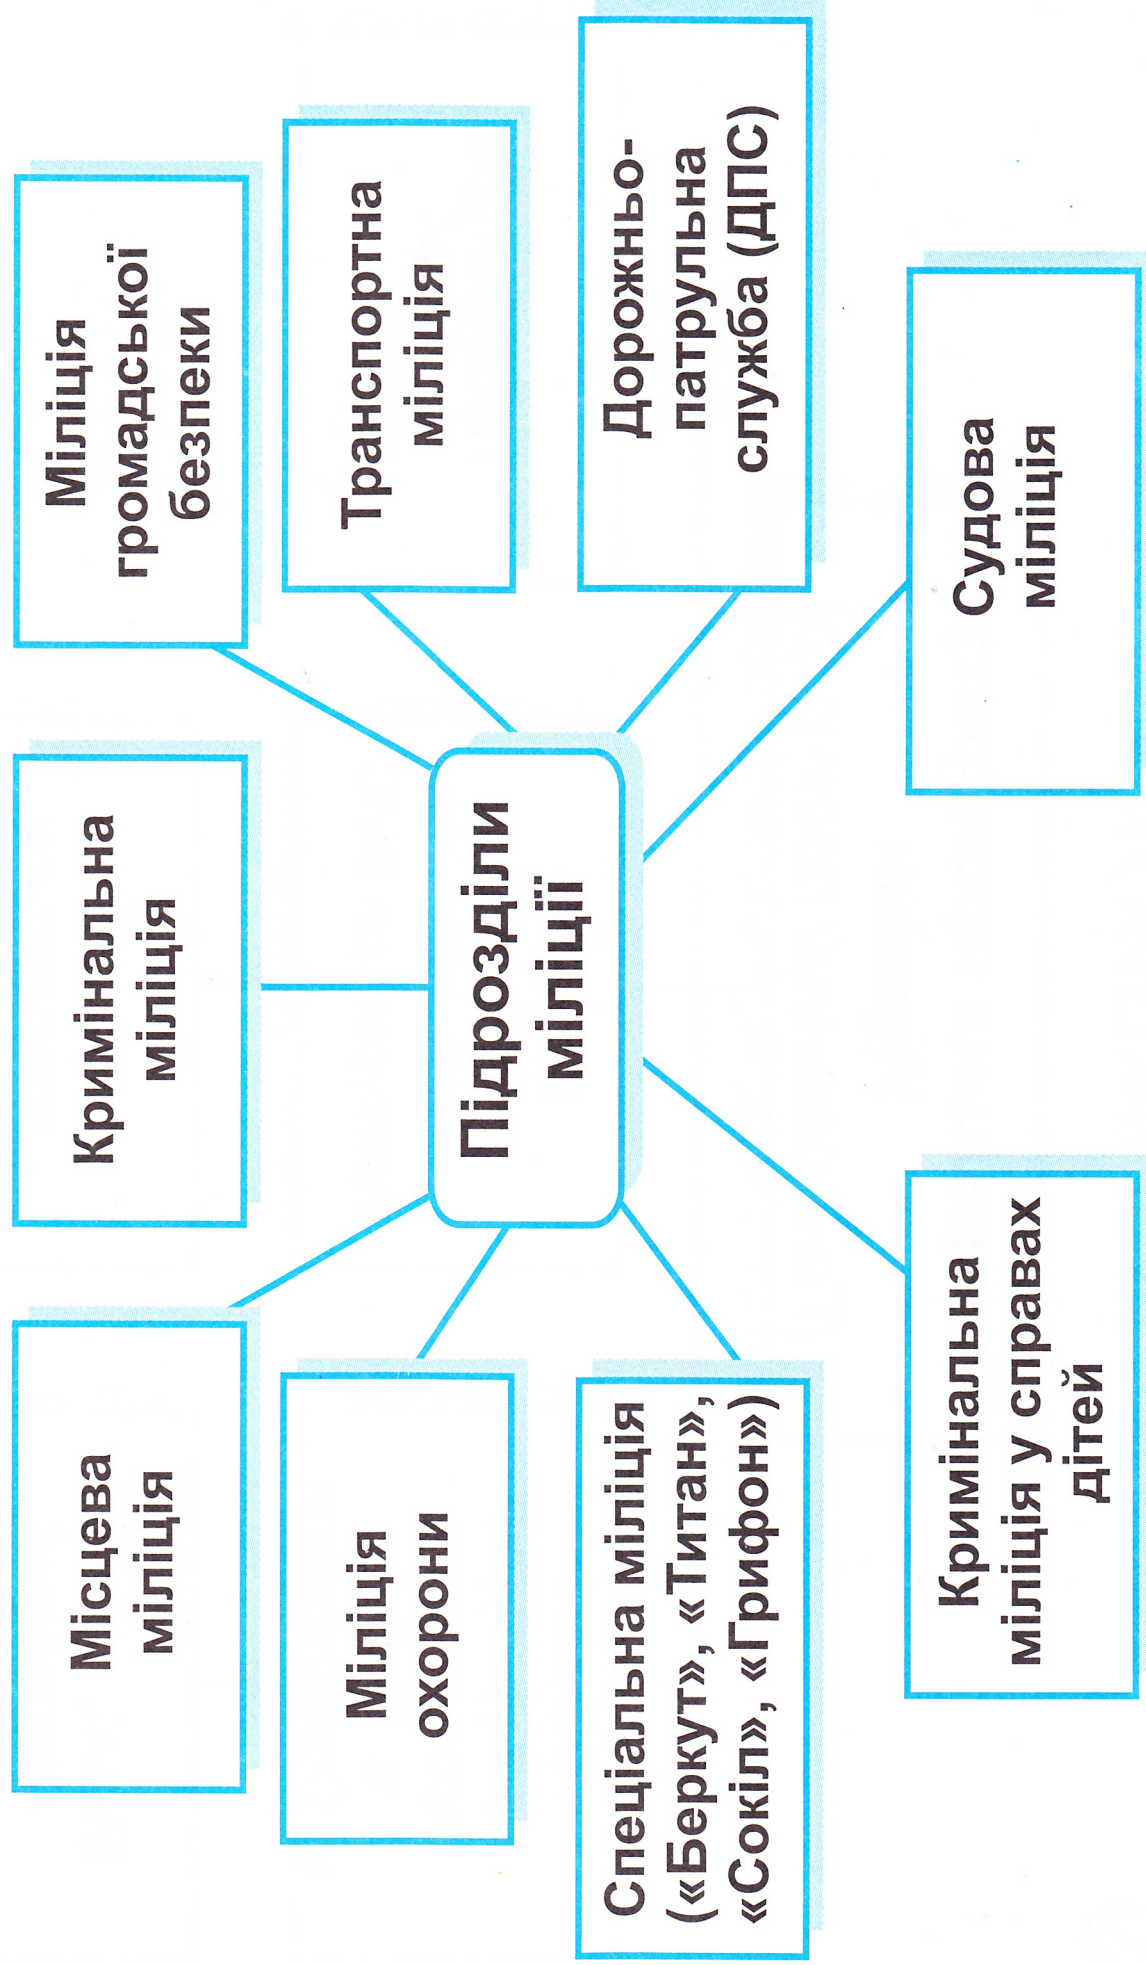 Місцева
міліція
Кримінальна
міліція
Міліція
громадської
безпеки
Міліція
охорони
Підрозділи
міліції
Транспортна
міліція
Спеціальна міліція
(«Беркут», «Титан»,
«Сокіл», «Грифон»)
Дорожньо-
патрульна
служба (ДПС)
Кримінальна
міліція у справах
дітей
Судова
міліція